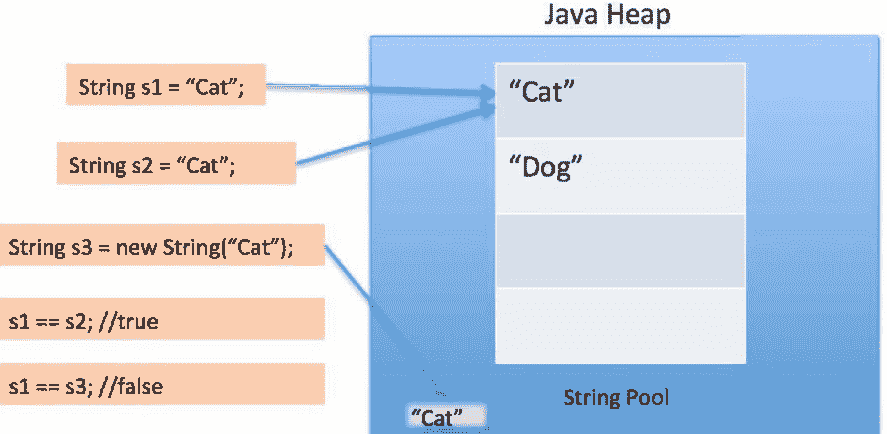 Java Heap
String s1 = “Cat”;
“Cat”
String s2 = “Cat”;
“Dog”
String s3 = new String(“Cat”);
s1 == s2; //true
s1 == s3; //false
String Pool
“Cat”